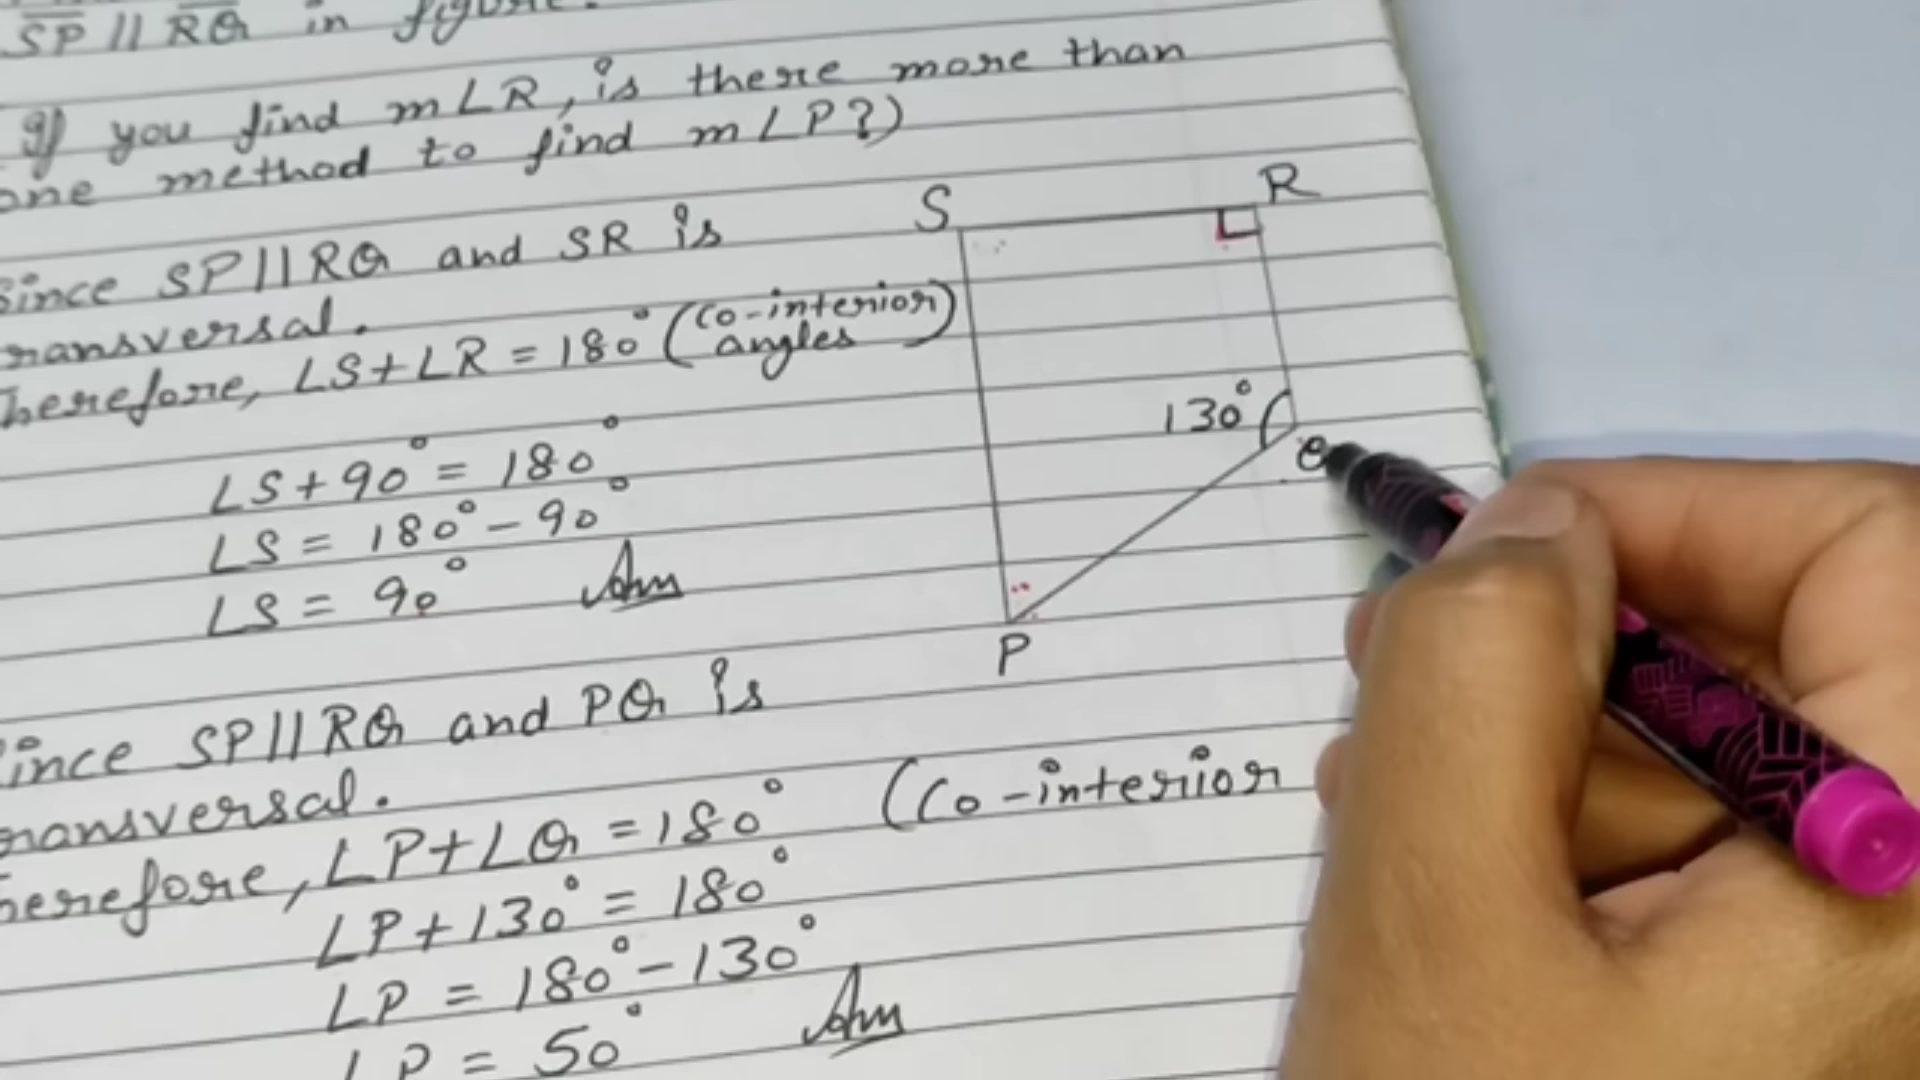 SP || RQ in figure.
If you find m∠R, is there more than
one method to find m∠P?)
Since SP||RQ and SR is
transversal.
Therefore, ∠S+∠R = 180° (Co-interior angles)
∠S+90° = 180°
∠S = 180° - 90°
∠S = 90° Ans
S
R
130°
Q
P
Since SP||RQ and PQ is
transversal.
Therefore, ∠P+∠Q = 180° (Co-interior
∠P+130° = 180°
∠P = 180° - 130°
∠P = 50° Ans